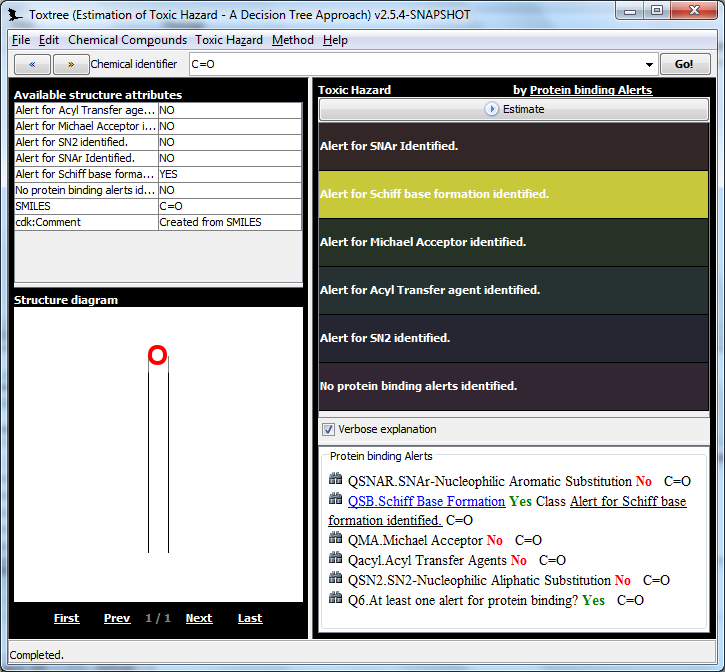 Toxtree (Estimation of Toxic Hazard - A Decision Tree Approach) v2.5.4-SNAPSHOT
File Edit Chemical Compounds Toxic Hazard Method Help
« » Chemical identifier C=O Go!
Available structure attributes
Alert for Acyl Transfer age... NO
Alert for Michael Acceptor i... NO
Alert for SN2 identified. NO
Alert for SNAr Identified. NO
Alert for Schiff base forma... YES
No protein binding alerts id... NO
SMILES C=O
cdk:Comment Created from SMILES
Structure diagram
O
First Prev 1 / 1 Next Last
Toxic Hazard by Protein binding Alerts
Estimate
Alert for SNAr Identified.
Alert for Schiff base formation identified.
Alert for Michael Acceptor identified.
Alert for Acyl Transfer agent identified.
Alert for SN2 identified.
No protein binding alerts identified.
Verbose explanation
Protein binding Alerts
QSNAR.SNAr-Nucleophilic Aromatic Substitution No C=O
QSB.Schiff Base Formation Yes Class Alert for Schiff base
formation identified. C=O
QMA.Michael Acceptor No C=O
Qacyl.Acyl Transfer Agents No C=O
QSN2.SN2-Nucleophilic Aliphatic Substitution No C=O
Q6.At least one alert for protein binding? Yes C=O
Completed.